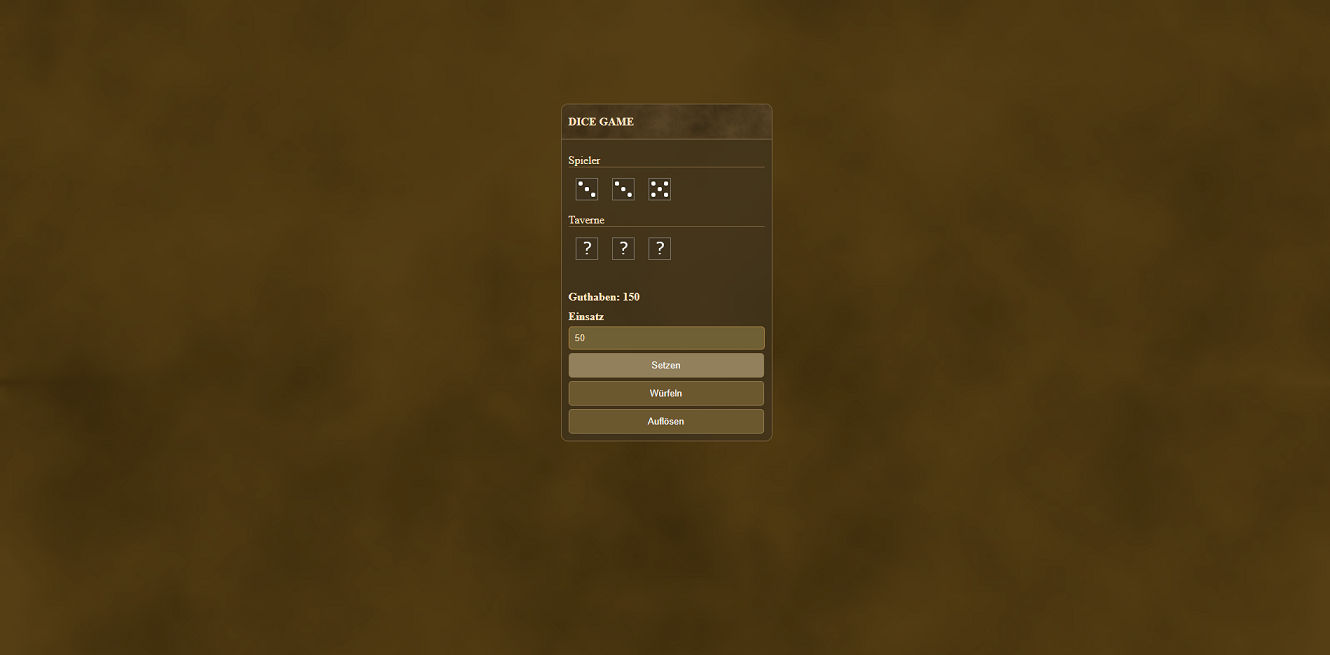 DICE GAME
Spieler
Taverne
? ? ?
Guthaben: 150
Einsatz
50
Setzen
Würfeln
Auflösen